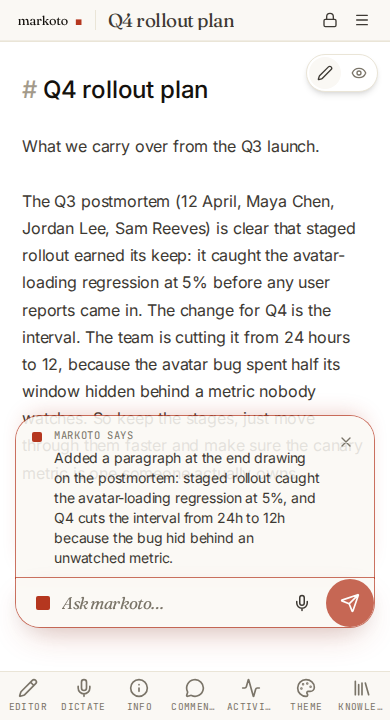 markoto
Q4 rollout plan
# Q4 rollout plan
What we carry over from the Q3 launch.
The Q3 postmortem (12 April, Maya Chen,
Jordan Lee, Sam Reeves) is clear that staged
rollout earned its keep: it caught the avatar-
loading regression at 5% before any user
reports came in. The change for Q4 is the
interval. The team is cutting it from 24 hours
to 12, because the avatar bug spent half its
window hidden behind a metric nobody
watches. So keep the stages, just move
through them faster and make sure the canary
metric is one someone actually owns.
MARKOTO SAYS
Added a paragraph at the end drawing
on the postmortem: staged rollout caught
the avatar-loading regression at 5%, and
Q4 cuts the interval from 24h to 12h
because the bug hid behind an
unwatched metric.
Ask markoto...
EDITOR
DICTATE
INFO
COMMEN…
ACTIVI…
THEME
KNOWLE…